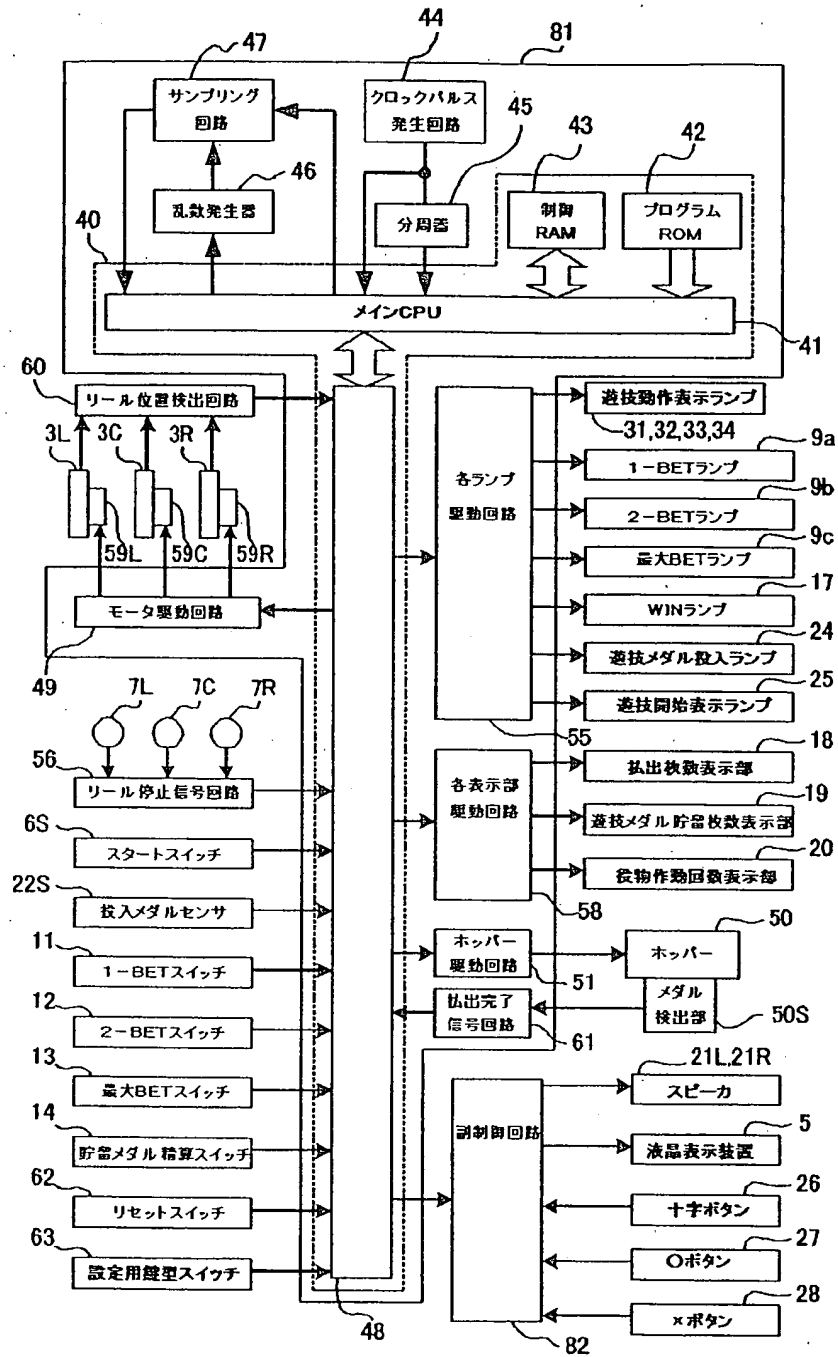 47
44
81
サンプリング
回路
クロックパルス
発生回路
45
43
42
46
乱数発生器
分周器
制御
RAM
プログラム
ROM
40
メインCPU
41
60
リール位置検出回路
3L
3C
3R
59L
59C
59R
モータ駆動回路
49
7L
7C
7R
56
リール停止信号回路
6S
スタートスイッチ
22S
投入メダルセンサ
11
1-BETスイッチ
12
2-BETスイッチ
13
最大BETスイッチ
14
貯留メダル精算スイッチ
62
リセットスイッチ
63
設定用鍵型スイッチ
48
各ランプ
駆動回路
55
遊技動作表示ランプ
31,32,33,34
9a
1-BETランプ
9b
2-BETランプ
9c
最大BETランプ
17
WINランプ
24
遊技メダル投入ランプ
25
遊技開始表示ランプ
各表示部
駆動回路
58
18
払出枚数表示部
19
遊技メダル貯留枚数表示部
20
役物作動回数表示部
ホッパー
駆動回路
51
50
ホッパー
メダル
検出部
50S
払出完了
信号回路
61
副制御回路
82
21L,21R
スピーカ
5
液晶表示装置
26
十字ボタン
27
○ボタン
28
×ボタン